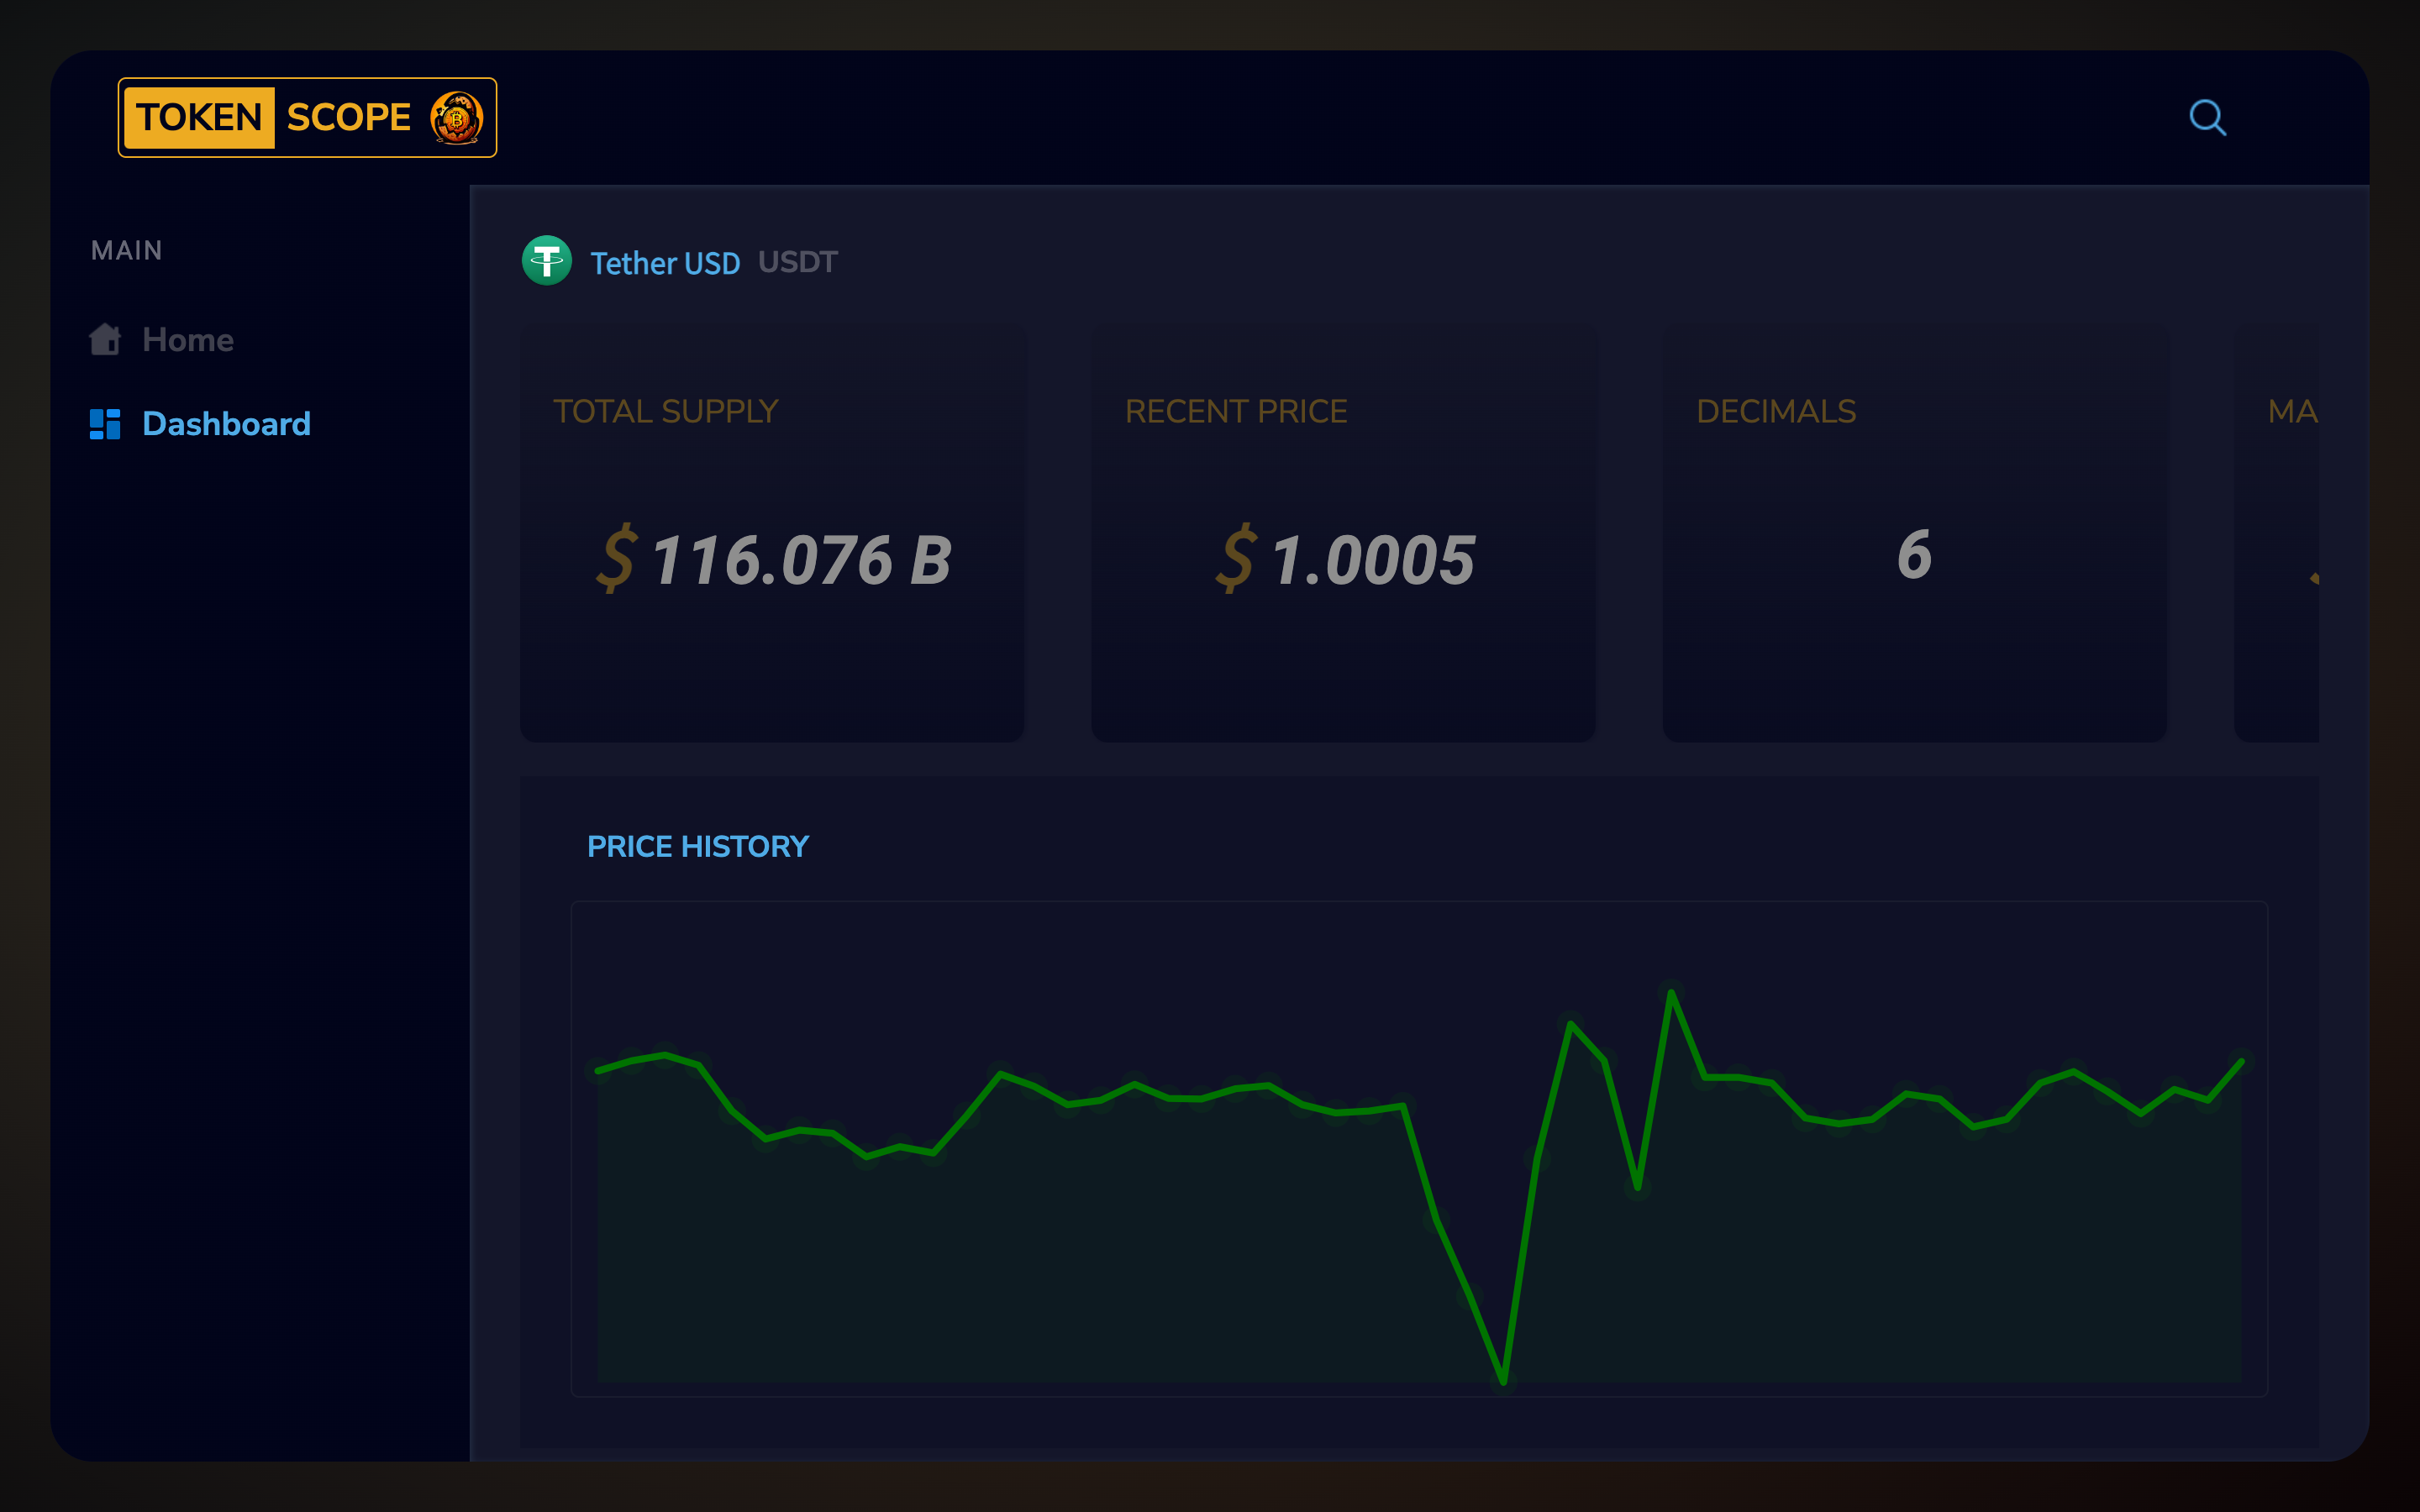 TOKEN SCOPE
MAIN
Home
Dashboard
Tether USD USDT
TOTAL SUPPLY
$ 116.076 B
RECENT PRICE
$ 1.0005
DECIMALS
6
MA
PRICE HISTORY